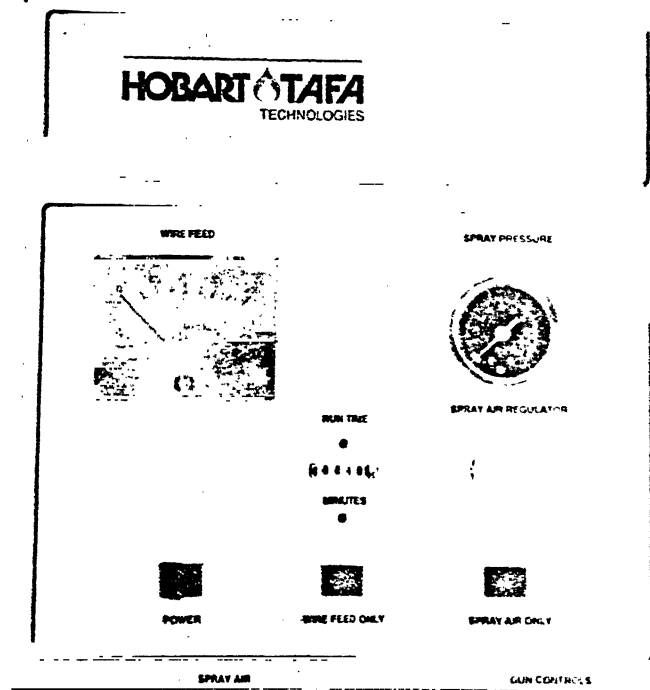 HOBART TAFA
TECHNOLOGIES
WIRE FEED
SPRAY PRESSURE
SPRAY AIR REGULATOR
RUN TIME
MINUTES
POWER
WIRE FEED ONLY
SPRAY AIR ONLY
SPRAY AIR
GUN CONTROLS